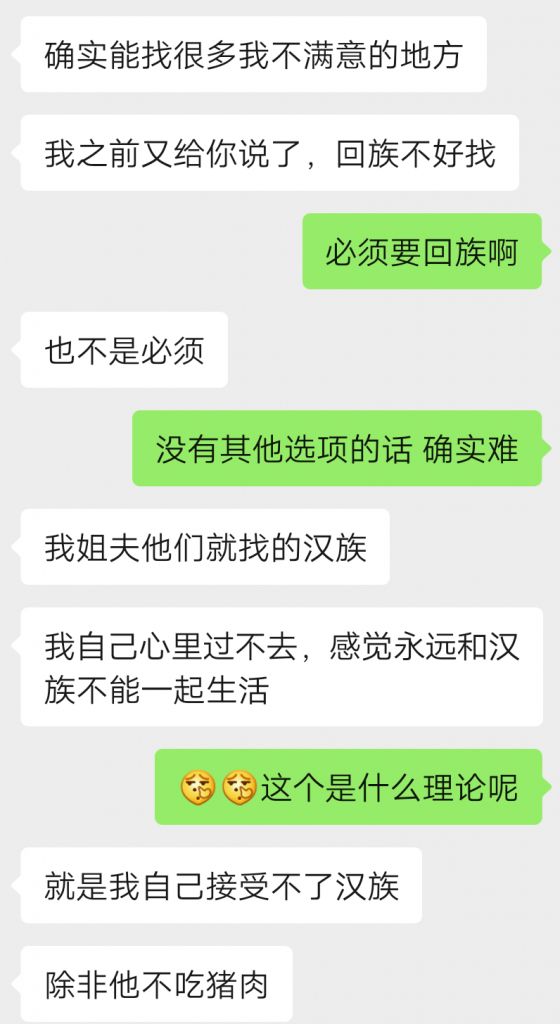 确实能找很多我不满意的地方
我之前又给你说了，回族不好找
必须要回族啊
也不是必须
没有其他选项的话 确实难
我姐夫他们就找的汉族
我自己心里过不去，感觉永远和汉
族不能一起生活
这个是什么理论呢
就是我自己接受不了汉族
除非他不吃猪肉